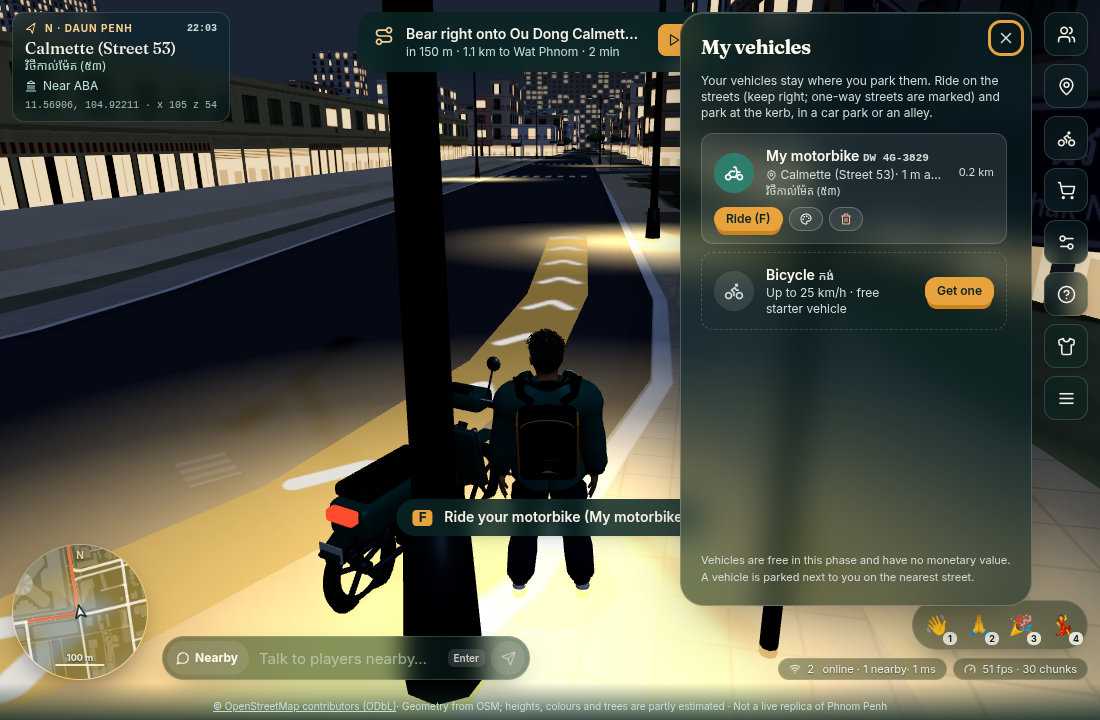 N · DAUN PENH 22:03
Calmette (Street 53)
វិថីកាល់ម៉ែត (៥៣)
Near ABA
11.56906, 104.92211 · x 105 z 54
Bear right onto Ou Dong Calmett…
in 150 m · 1.1 km to Wat Phnom · 2 min
My vehicles
Your vehicles stay where you park them. Ride on the
streets (keep right; one-way streets are marked) and
park at the kerb, in a car park or an alley.
My motorbike DW 4G-3829
Calmette (Street 53)· 1 m a… 0.2 km
វិថីកាល់ម៉ែត (៥៣)
Ride (F)
Bicycle កង់
Up to 25 km/h · free
starter vehicle
Get one
F Ride your motorbike (My motorbike
Vehicles are free in this phase and have no monetary value.
A vehicle is parked next to you on the nearest street.
N
100 m
Nearby Talk to players nearby... Enter
1 2 3 4
2 online · 1 nearby· 1 ms
51 fps · 30 chunks
© OpenStreetMap contributors (ODbL)· Geometry from OSM; heights, colours and trees are partly estimated · Not a live replica of Phnom Penh